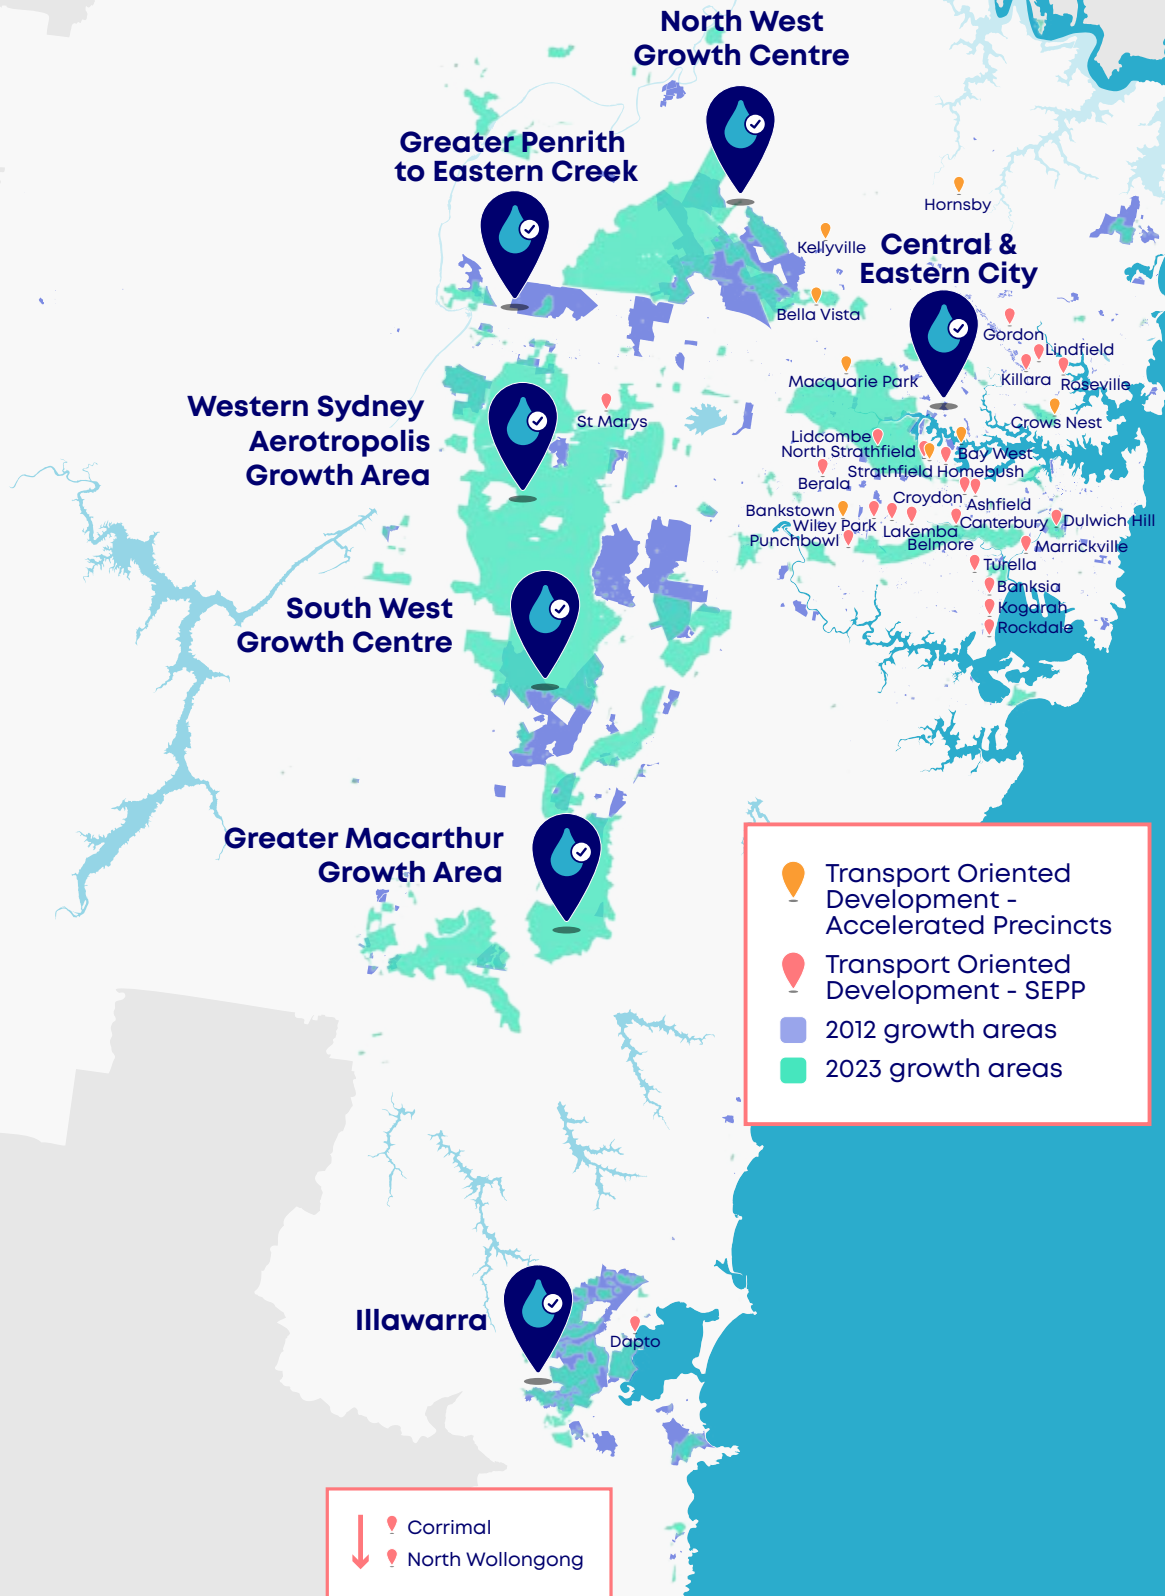 North West
Growth Centre
Greater Penrith
to Eastern Creek
Hornsby
Kellyville
Central &
Eastern City
Bella Vista
Gordon
Lindfield
Killara
Roseville
Macquarie Park
Crows Nest
Western Sydney
Aerotropolis
Growth Area
St Marys
Lidcombe
North Strathfield
Bay West
Strathfield Homebush
Berala
Croydon
Ashfield
Bankstown
Wiley Park
Lakemba
Canterbury
Dulwich Hill
Punchbowl
Belmore
Marrickville
Turella
Banksia
Kogarah
Rockdale
South West
Growth Centre
Greater Macarthur
Growth Area
Transport Oriented
Development -
Accelerated Precincts
Transport Oriented
Development - SEPP
2012 growth areas
2023 growth areas
Illawarra
Dapto
Corrimal
North Wollongong